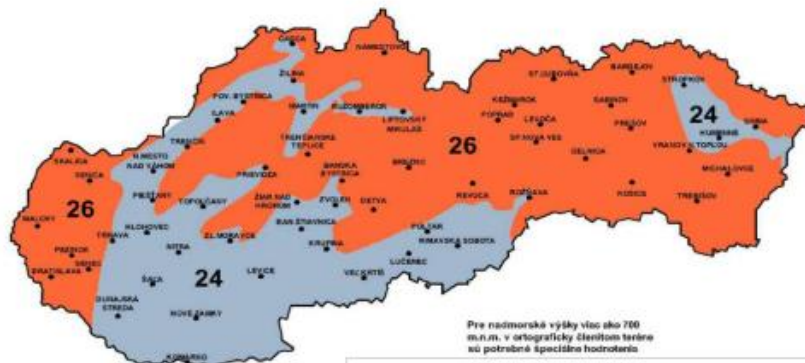 ČADCA
NÁMESTOVO
ŽILINA
ST.ĽUBOVŇA
BARDEJOV
STROPKOV
POV. BYSTRICA
MARTIN
RUŽOMBEROK
KEŽMAROK
SABINOV
24
SNINA
ILAVA
LIPTOVSKÝ
MIKULÁŠ
POPRAD
LEVOČA
PREŠOV
HUMENNÉ
TRENČÍN
TRENČIANSKE
TEPLICE
26
SP.NOVA VES
VRANOV N.TOPĽOU
SKALICA
N.MESTO
NAD VÁHOM
PRIEVIDZA
BANSKÁ
BYSTRICA
BREZNO
GELNICA
MICHALOVCE
SENICA
PIEŠŤANY
TOPOĽČANY
ŽIAR NAD
HRONOM
ZVOLEN
DETVA
REVÚCA
ROŽŇAVA
KOŠICE
TREBIŠOV
26
MALACKY
HLOHOVEC
BAN.ŠTIAVNICA
POLTÁR
TRNAVA
NITRA
ZL.MORAVCE
KRUPINA
RIMAVSKÁ SOBOTA
PEZINOK
SENEC
LUČENEC
BRATISLAVA
ŠAĽA
24
LEVICE
VEĽ.KRTÍŠ
DUNAJSKÁ
STREDA
NOVÉ ZÁMKY
KOMÁRNO
Pre nadmorské výšky viac ako 700
m.n.m. v ortograficky členitom teréne
sú potrebné špeciálne hodnotenia